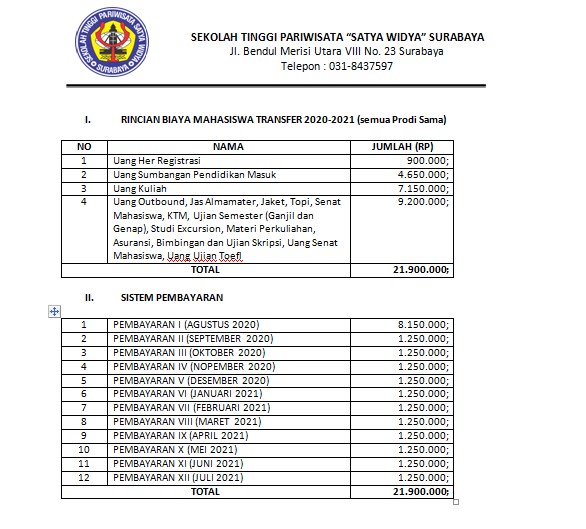 SEKOLAH TINGGI PARIWISATA SATYA WIDYA
SURABAYA
SEKOLAH TINGGI PARIWISATA “SATYA WIDYA” SURABAYA
Jl. Bendul Merisi Utara VIII No. 23 Surabaya
Telepon : 031-8437597
I. RINCIAN BIAYA MAHASISWA TRANSFER 2020-2021 (semua Prodi Sama)
NO NAMA JUMLAH (RP)
1 Uang Her Registrasi 900.000;
2 Uang Sumbangan Pendidikan Masuk 4.650.000;
3 Uang Kuliah 7.150.000;
4 Uang Outbound, Jas Almamater, Jaket, Topi, Senat 9.200.000;
Mahasiswa, KTM, Ujian Semester (Ganjil dan
Genap), Studi Excursion, Materi Perkuliahan,
Asuransi, Bimbingan dan Ujian Skripsi, Uang Senat
Mahasiswa, Uang Ujian Toefl
TOTAL 21.900.000;
II. SISTEM PEMBAYARAN
1 PEMBAYARAN I (AGUSTUS 2020) 8.150.000;
2 PEMBAYARAN II (SEPTEMBER 2020) 1.250.000;
3 PEMBAYARAN III (OKTOBER 2020) 1.250.000;
4 PEMBAYARAN IV (NOPEMBER 2020) 1.250.000;
5 PEMBAYARAN V (DESEMBER 2020) 1.250.000;
6 PEMBAYARAN VI (JANUARI 2021) 1.250.000;
7 PEMBAYARAN VII (FEBRUARI 2021) 1.250.000;
8 PEMBAYARAN VIII (MARET 2021) 1.250.000;
9 PEMBAYARAN IX (APRIL 2021) 1.250.000;
10 PEMBAYARAN X (MEI 2021) 1.250.000;
11 PEMBAYARAN XI (JUNI 2021) 1.250.000;
12 PEMBAYARAN XII (JULI 2021) 1.250.000;
TOTAL 21.900.000;